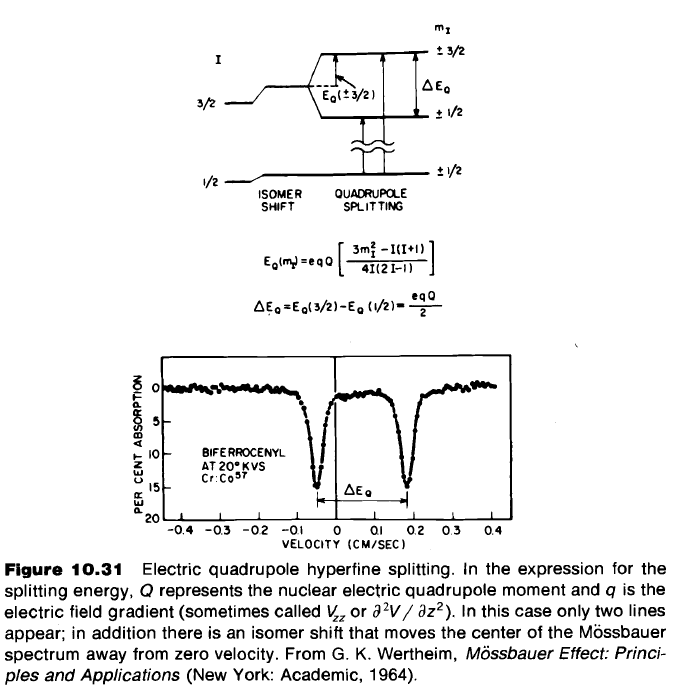 m_I
I
± 3/2
E_Q(±3/2)
ΔE_Q
3/2
± 1/2
1/2
± 1/2
ISOMER SHIFT
QUADRUPOLE SPLITTING
E_Q(m_I)=eqQ [ (3m_I^2 -I(I+1)) / (4I(2I-1)) ]
ΔE_Q=E_Q(3/2)-E_Q (1/2)= eqQ / 2
PER CENT ABSORPTION
0
5
10
15
20
BIFERROCENYL
AT 20°KVS
Cr:Co^57
ΔE_Q
-0.4 -0.3 -0.2 -0.1 0 0.1 0.2 0.3 0.4
VELOCITY (CM/SEC)
Figure 10.31 Electric quadrupole hyperfine splitting. In the expression for the
splitting energy, Q represents the nuclear electric quadrupole moment and q is the
electric field gradient (sometimes called V_zz or ∂²V / ∂z²). In this case only two lines
appear; in addition there is an isomer shift that moves the center of the Mössbauer
spectrum away from zero velocity. From G. K. Wertheim, Mössbauer Effect: Princi-
ples and Applications (New York: Academic, 1964).